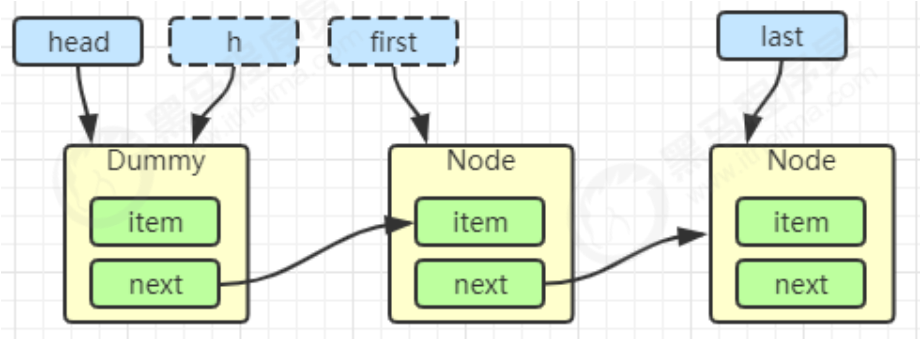 head
h
first
last
Dummy
Node
Node
item
item
item
next
next
next
黑马程序员
www.itheima.com
黑马程序员
www.itheima.com